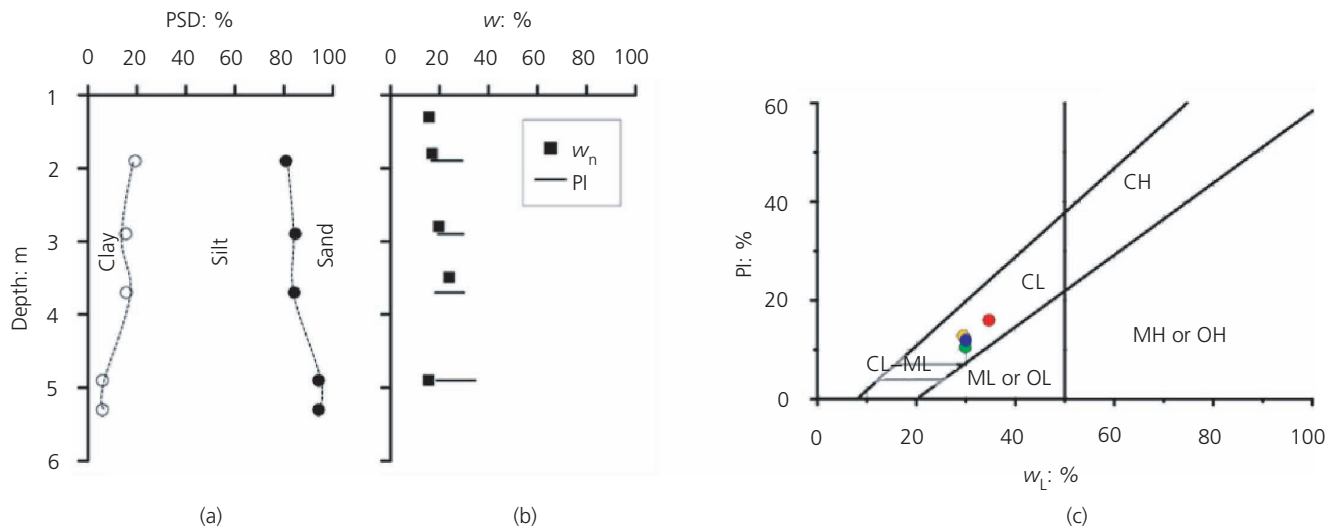 PSD: %
0 20 40 60 80 100
1
2
3
4
5
6
Depth: m
Clay
Silt
Sand
(a)
w: %
0 20 40 60 80 100
wn
PI
(b)
60
40
20
0
PI: %
CH
CL
CL–ML
ML or OL
MH or OH
0 20 40 60 80 100
wL: %
(c)